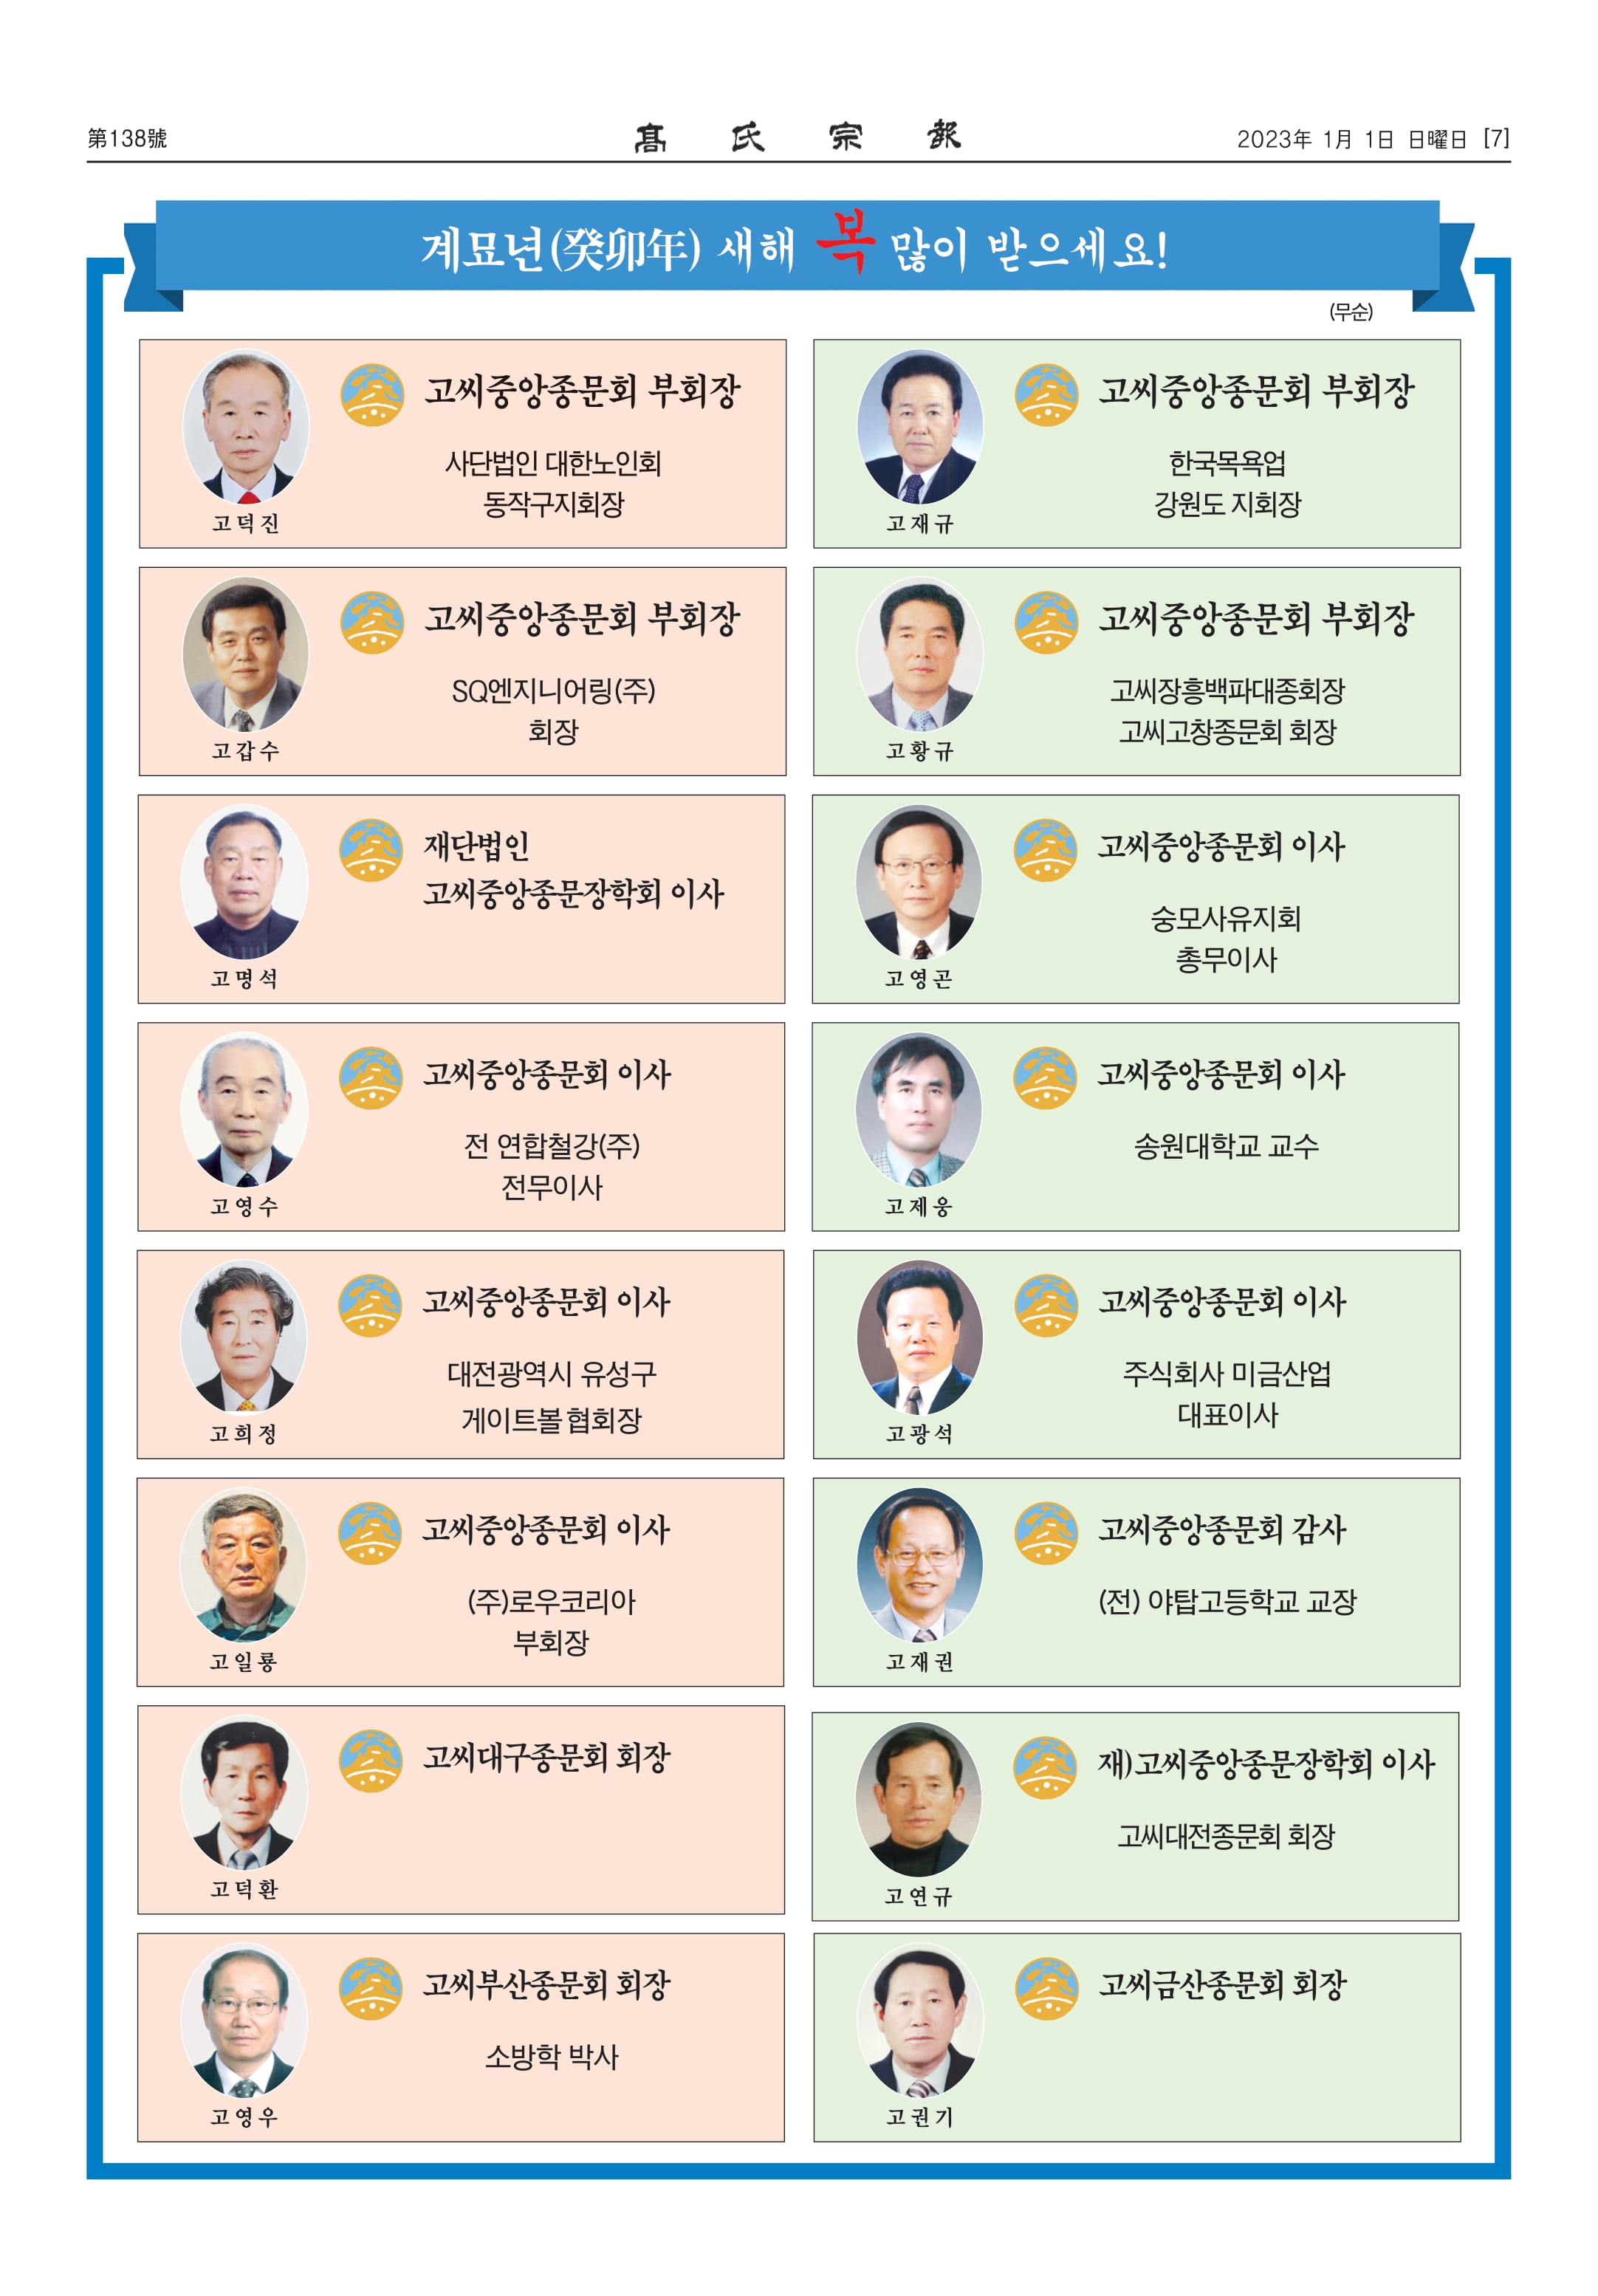 第138號
髙氏宗報
2023年 1月 1日 日曜日 [7]
계묘년(癸卯年) 새해 복 많이 받으세요!
(무순)
고씨중앙종문회 부회장
사단법인 대한노인회
동작구지회장
고덕진
고씨중앙종문회 부회장
한국목욕업
강원도 지회장
고재규
고씨중앙종문회 부회장
SQ엔지니어링(주)
회장
고갑수
고씨중앙종문회 부회장
고씨장흥백파대종회장
고씨고창종문회 회장
고황규
재단법인
고씨중앙종문장학회 이사
고명석
고씨중앙종문회 이사
숭모사유지회
총무이사
고영곤
고씨중앙종문회 이사
전 연합철강(주)
전무이사
고영수
고씨중앙종문회 이사
송원대학교 교수
고제웅
고씨중앙종문회 이사
대전광역시 유성구
게이트볼 협회장
고희정
고씨중앙종문회 이사
주식회사 미금산업
대표이사
고광석
고씨중앙종문회 이사
(주)로우코리아
부회장
고일룡
고씨중앙종문회 감사
(전) 야탑고등학교 교장
고재권
고씨대구종문회 회장
고덕환
재)고씨중앙종문장학회 이사
고씨대전종문회 회장
고연규
고씨부산종문회 회장
소방학 박사
고영우
고씨금산종문회 회장
고권기